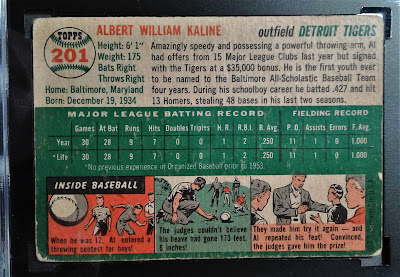 TOPPS
201
ALBERT WILLIAM KALINE outfield DETROIT TIGERS
Height: 6' 1"
Weight: 175
Bats Right
Throws Right
Home: Baltimore, Maryland
Born: December 19, 1934
Amazingly speedy and possessing a powerful throwing arm, Al
had offers from 15 Major League Clubs last year but signed
with the Tigers at a $35,000 bonus. He is the first youth ever
to be named to the Baltimore All-Scholastic Baseball Team
four years. During his schoolboy career he batted .427 and hit
13 Homers, stealing 48 bases in his last two seasons.
MAJOR LEAGUE BATTING RECORD FIELDING RECORD
Games At Bat Runs Hits Doubles Triples H.R. R.B.I. B. Avg. P.O. Assists Errors F. Avg.
Year 30 28 9 7 0 0 1 2 .250 11 1 0 1.000
*Life 30 28 9 7 0 0 1 2 .250 11 1 0 1.000
*No previous experience in Organized Baseball prior to 1953.
INSIDE BASEBALL
When he was 12, Al entered a
throwing contest for boys!
The judges couldn't believe
his heave had gone 173 feet,
6 inches!
They made him try it again — and
Al repeated his feat! Convinced,
the judges gave him the prize!